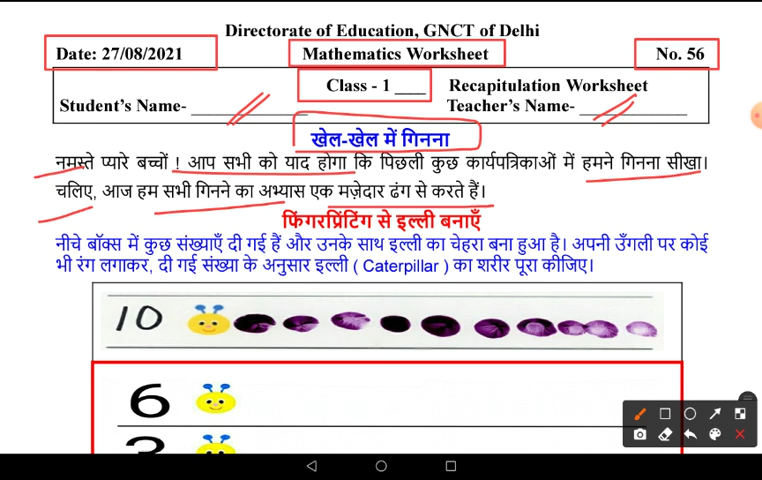 Directorate of Education, GNCT of Delhi
Date: 27/08/2021 Mathematics Worksheet No. 56
Class - 1 ____ Recapitulation Worksheet
Student's Name- ____________ Teacher's Name- ____________
खेल-खेल में गिनना
नमस्ते प्यारे बच्चों ! आप सभी को याद होगा कि पिछली कुछ कार्यपत्रिकाओं में हमने गिनना सीखा।
चलिए, आज हम सभी गिनने का अभ्यास एक मज़ेदार ढंग से करते हैं।
फिंगरप्रिंटिंग से इल्ली बनाएँ
नीचे बॉक्स में कुछ संख्याएँ दी गई हैं और उनके साथ इल्ली का चेहरा बना हुआ है। अपनी उँगली पर कोई
भी रंग लगाकर, दी गई संख्या के अनुसार इल्ली ( Caterpillar ) का शरीर पूरा कीजिए।
10
6